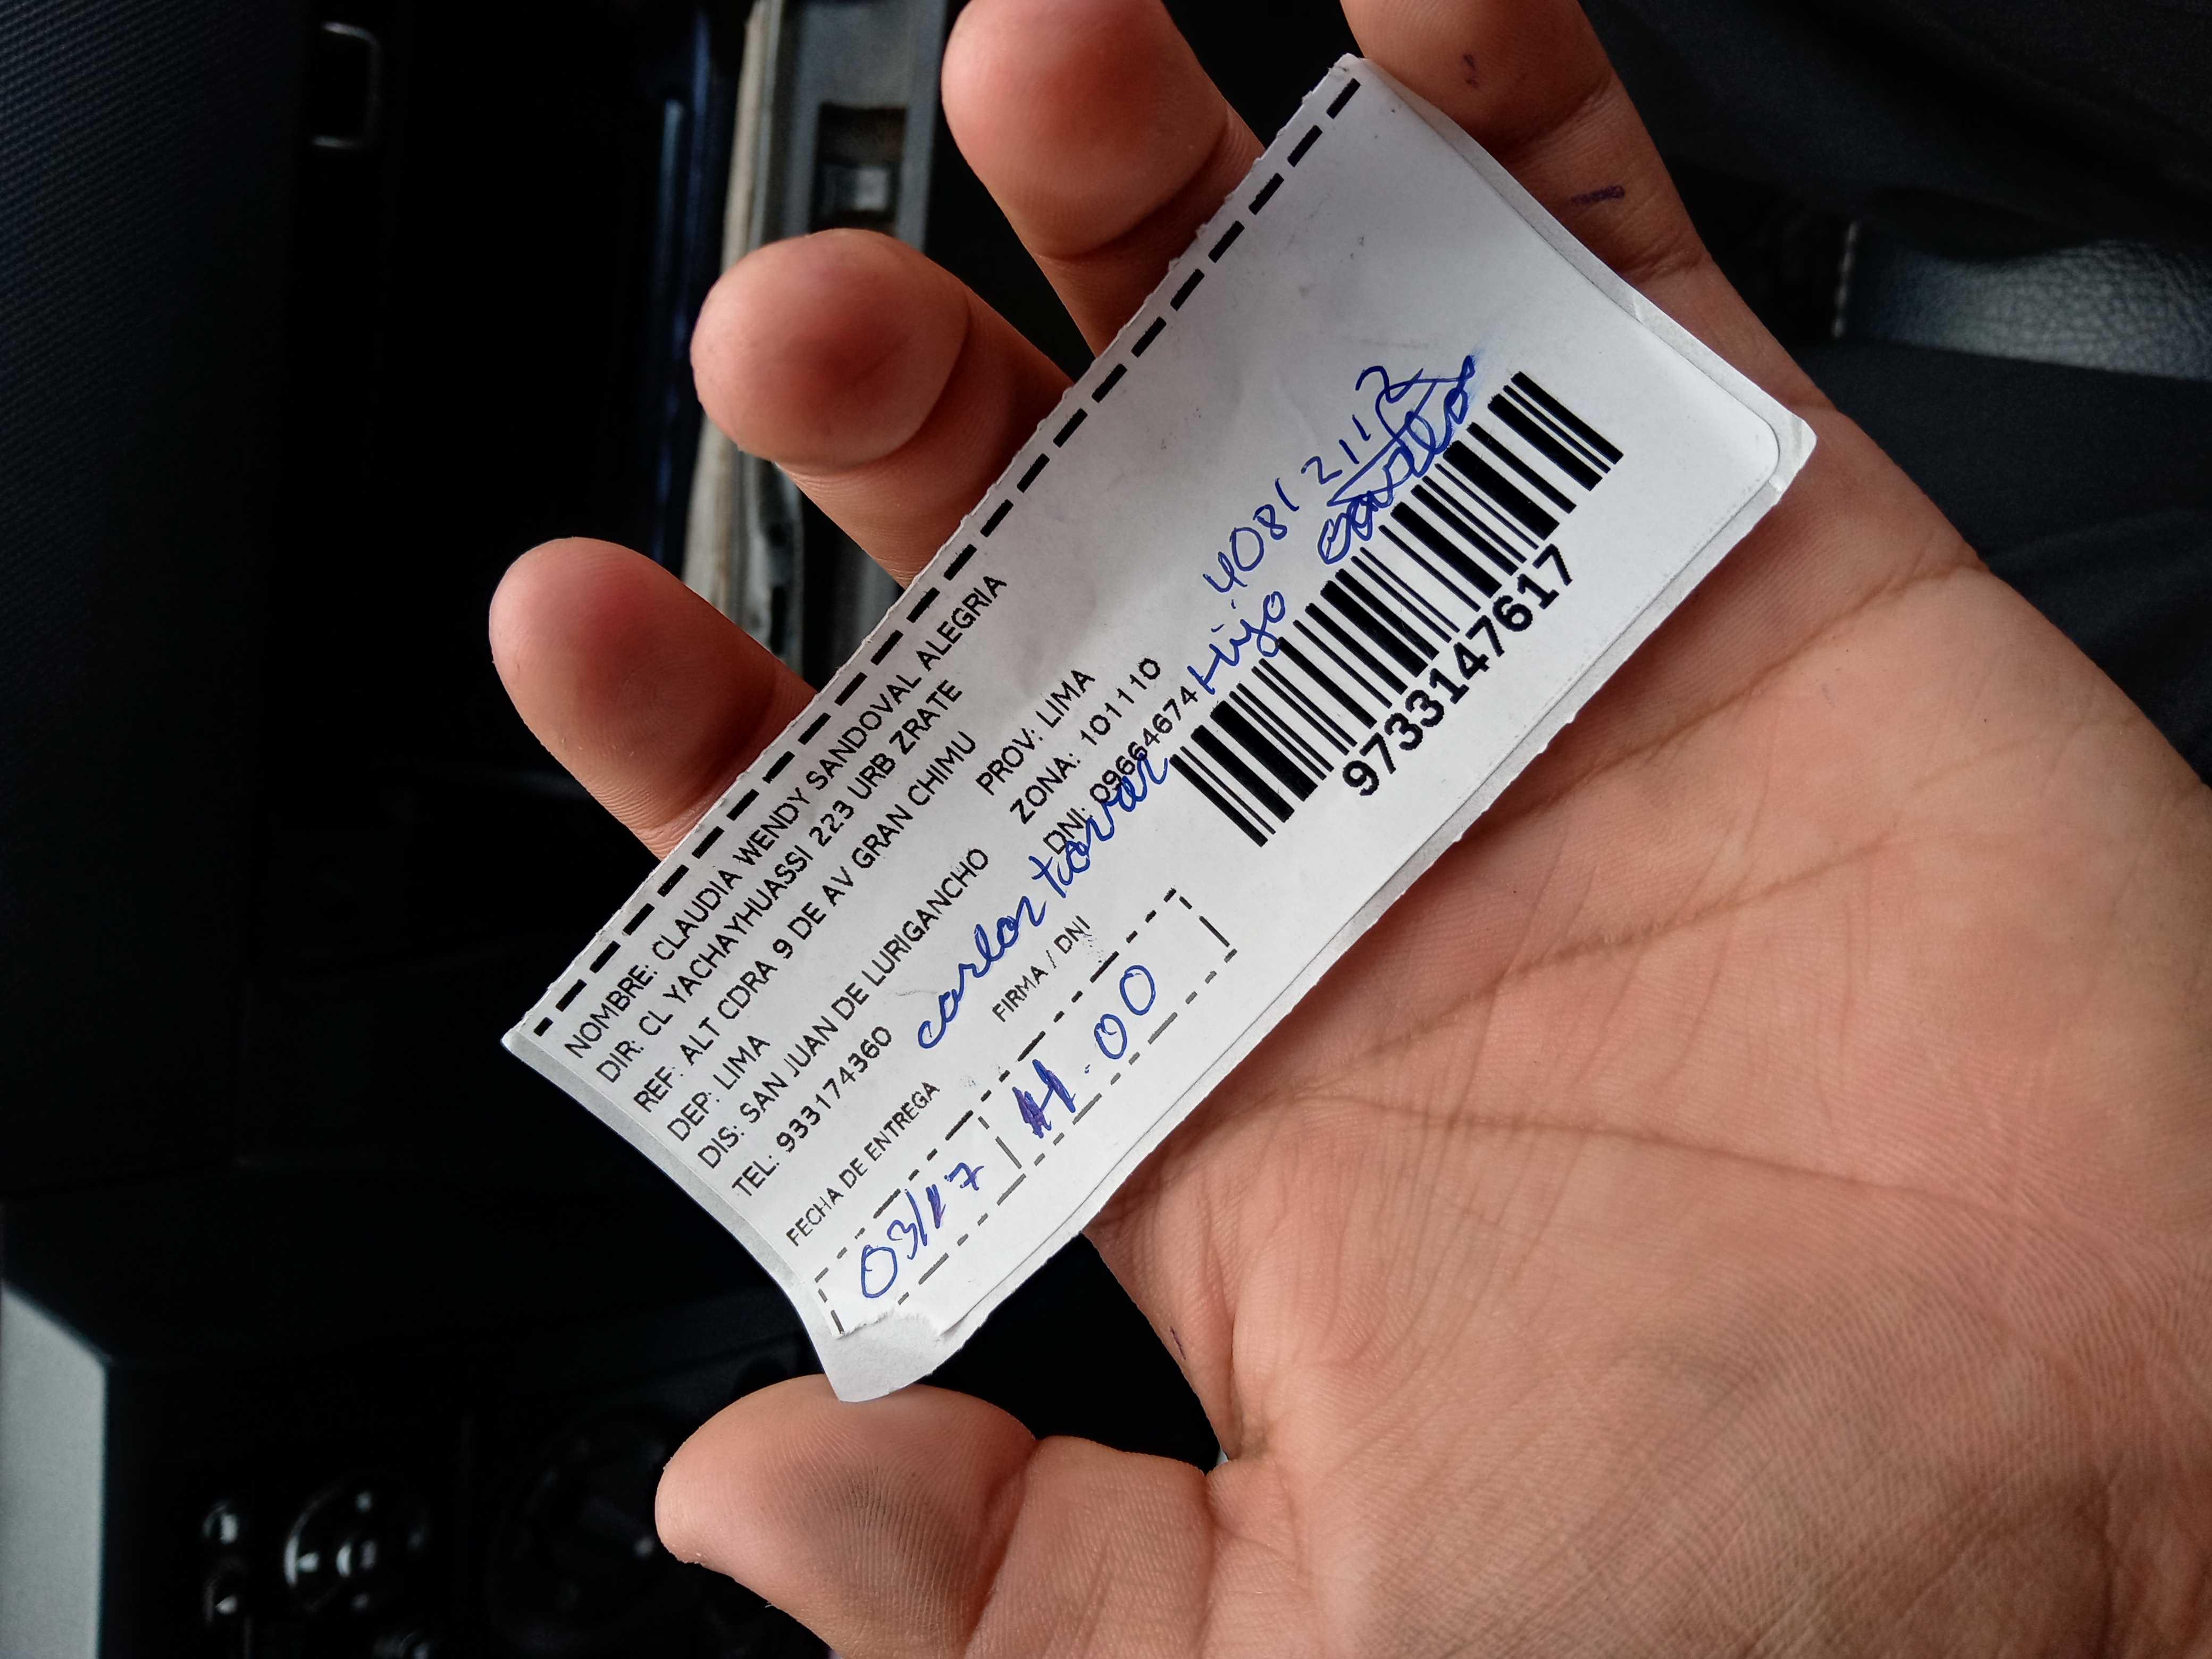 NOMBRE: CLAUDIA WENDY SANDOVAL ALEGRIA
DIR: CL YACHAYHUASSI 223 URB ZRATE
REF: ALT CDRA 9 DE AV GRAN CHIMU
DEP: LIMA PROV: LIMA
DIS: SAN JUAN DE LURIGANCHO ZONA: 101110
TEL: 933174360 DNI: 09664674
carlos tovar Hijo 40812112
FECHA DE ENTREGA FIRMA / DNI
03/17 .00
9733147617